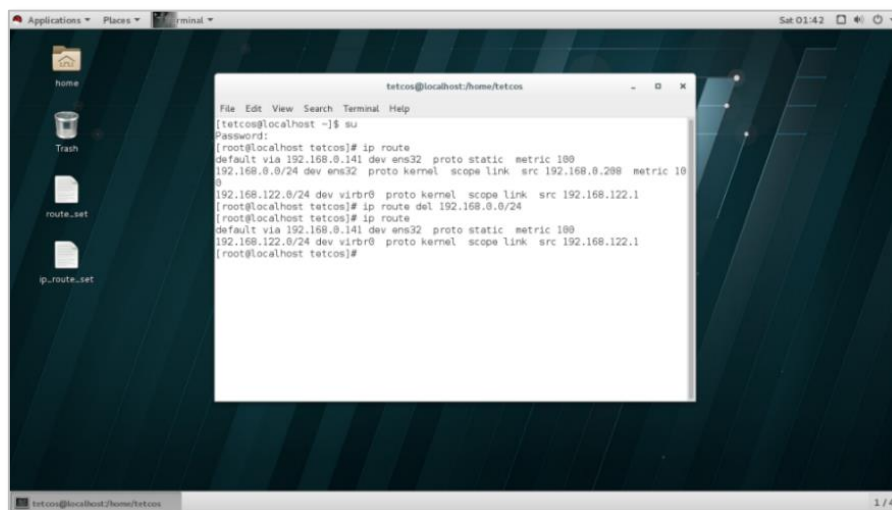 Applications Places rminal Sat 01:42
home
Trash
route_set
ip_route_set
tetcos@localhost:/home/tetcos
File Edit View Search Terminal Help
[tetcos@localhost ~]$ su
Password:
[root@localhost tetcos]# ip route
default via 192.168.0.141 dev ens32 proto static metric 100
192.168.0.0/24 dev ens32 proto kernel scope link src 192.168.0.208 metric 10
0
192.168.122.0/24 dev virbr0 proto kernel scope link src 192.168.122.1
[root@localhost tetcos]# ip route del 192.168.0.0/24
[root@localhost tetcos]# ip route
default via 192.168.0.141 dev ens32 proto static metric 100
192.168.122.0/24 dev virbr0 proto kernel scope link src 192.168.122.1
[root@localhost tetcos]#
tetcos@localhost:/home/tetcos 1 / 4